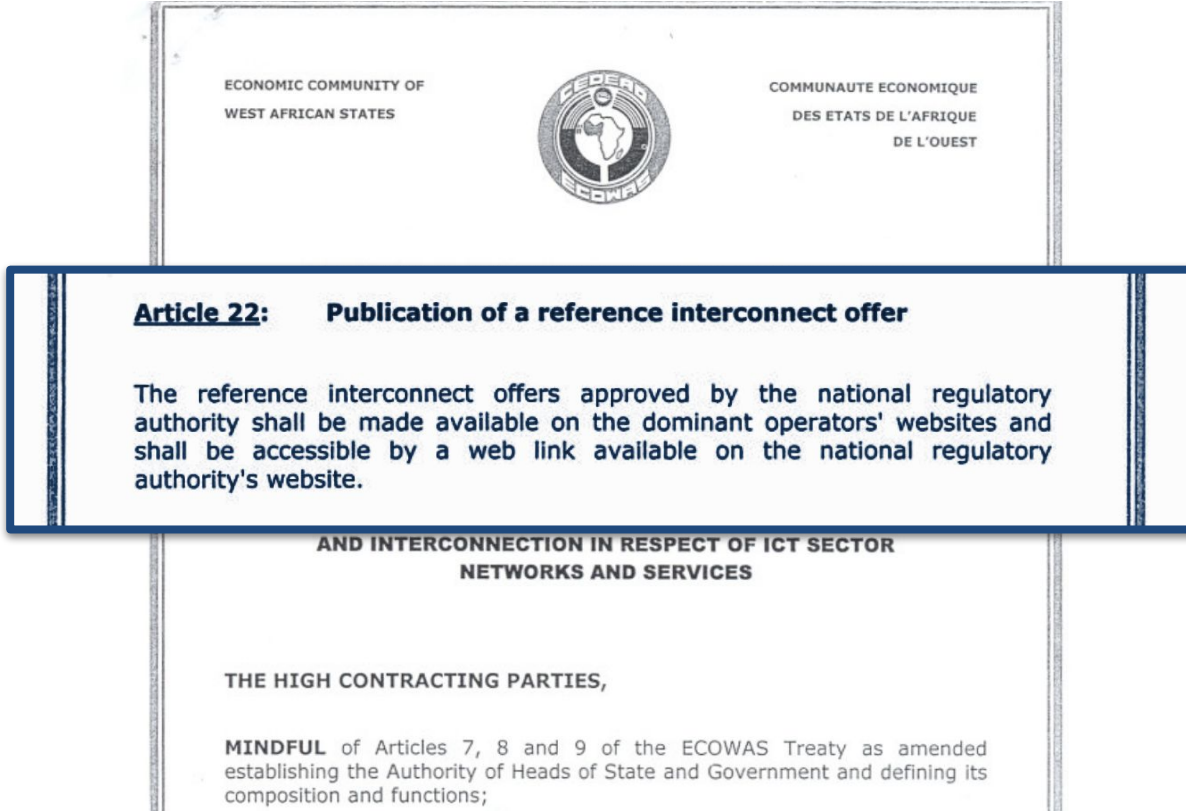 ECONOMIC COMMUNITY OF
WEST AFRICAN STATES
CEDEAO
ECOWAS
COMMUNAUTE ECONOMIQUE
DES ETATS DE L'AFRIQUE
DE L'OUEST
Article 22: Publication of a reference interconnect offer
The reference interconnect offers approved by the national regulatory
authority shall be made available on the dominant operators' websites and
shall be accessible by a web link available on the national regulatory
authority's website.
AND INTERCONNECTION IN RESPECT OF ICT SECTOR
NETWORKS AND SERVICES
THE HIGH CONTRACTING PARTIES,
MINDFUL of Articles 7, 8 and 9 of the ECOWAS Treaty as amended
establishing the Authority of Heads of State and Government and defining its
composition and functions;